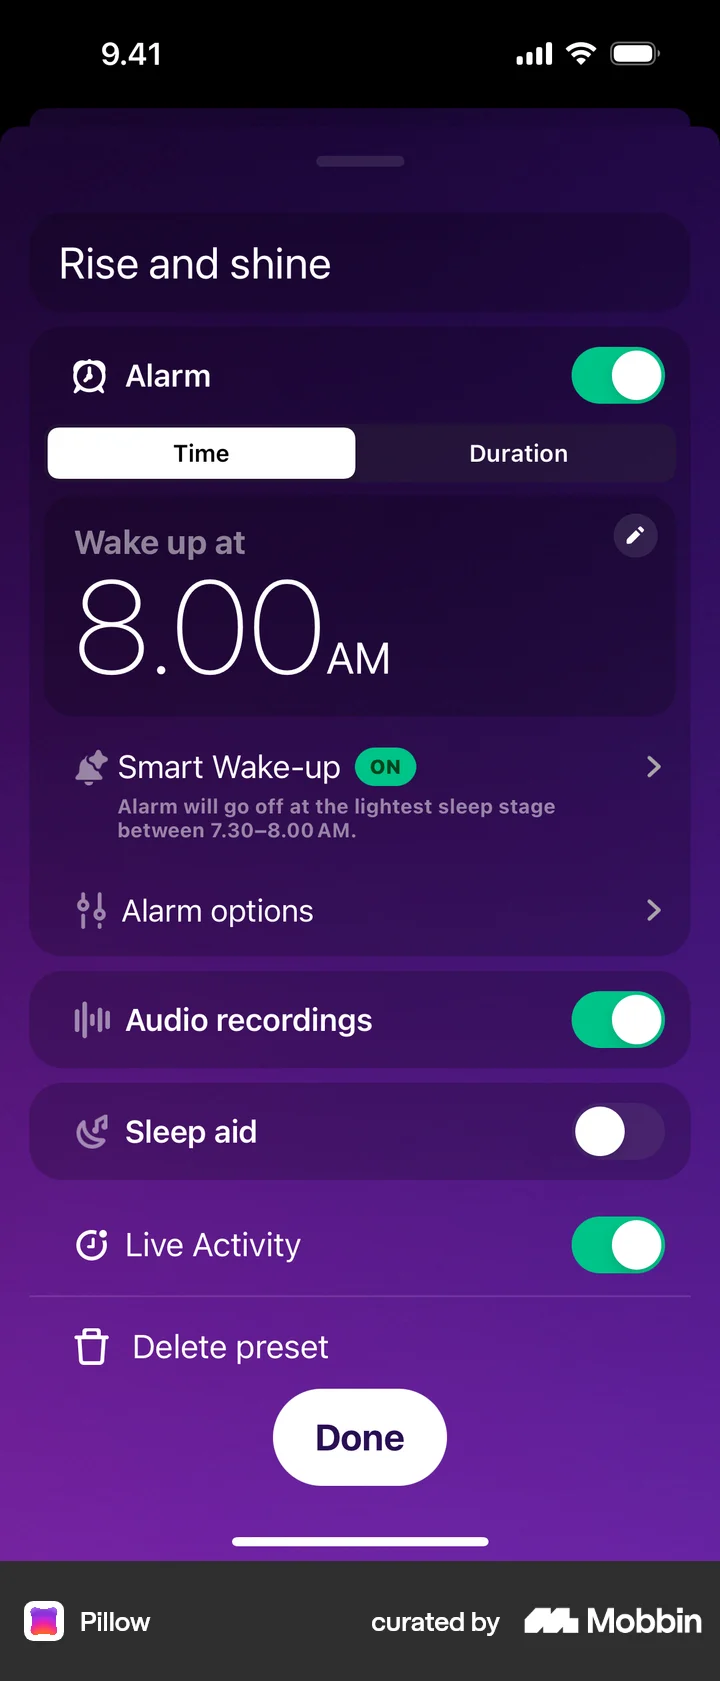 9.41
Rise and shine
Alarm
Time
Duration
Wake up at
8.00 AM
Smart Wake-up ON
Alarm will go off at the lightest sleep stage
between 7.30–8.00 AM.
Alarm options
Audio recordings
Sleep aid
Live Activity
Delete preset
Done
Pillow
curated by Mobbin